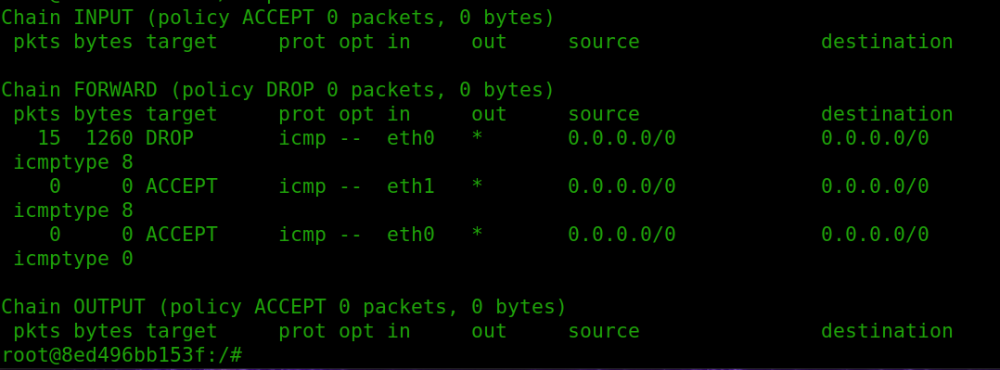 Chain INPUT (policy ACCEPT 0 packets, 0 bytes)
 pkts bytes target     prot opt in     out     source               destination

Chain FORWARD (policy DROP 0 packets, 0 bytes)
 pkts bytes target     prot opt in     out     source               destination
   15  1260 DROP       icmp --  eth0   *       0.0.0.0/0            0.0.0.0/0
 icmptype 8
    0     0 ACCEPT     icmp --  eth1   *       0.0.0.0/0            0.0.0.0/0
 icmptype 8
    0     0 ACCEPT     icmp --  eth0   *       0.0.0.0/0            0.0.0.0/0
 icmptype 0

Chain OUTPUT (policy ACCEPT 0 packets, 0 bytes)
 pkts bytes target     prot opt in     out     source               destination
root@8ed496bb153f:/#